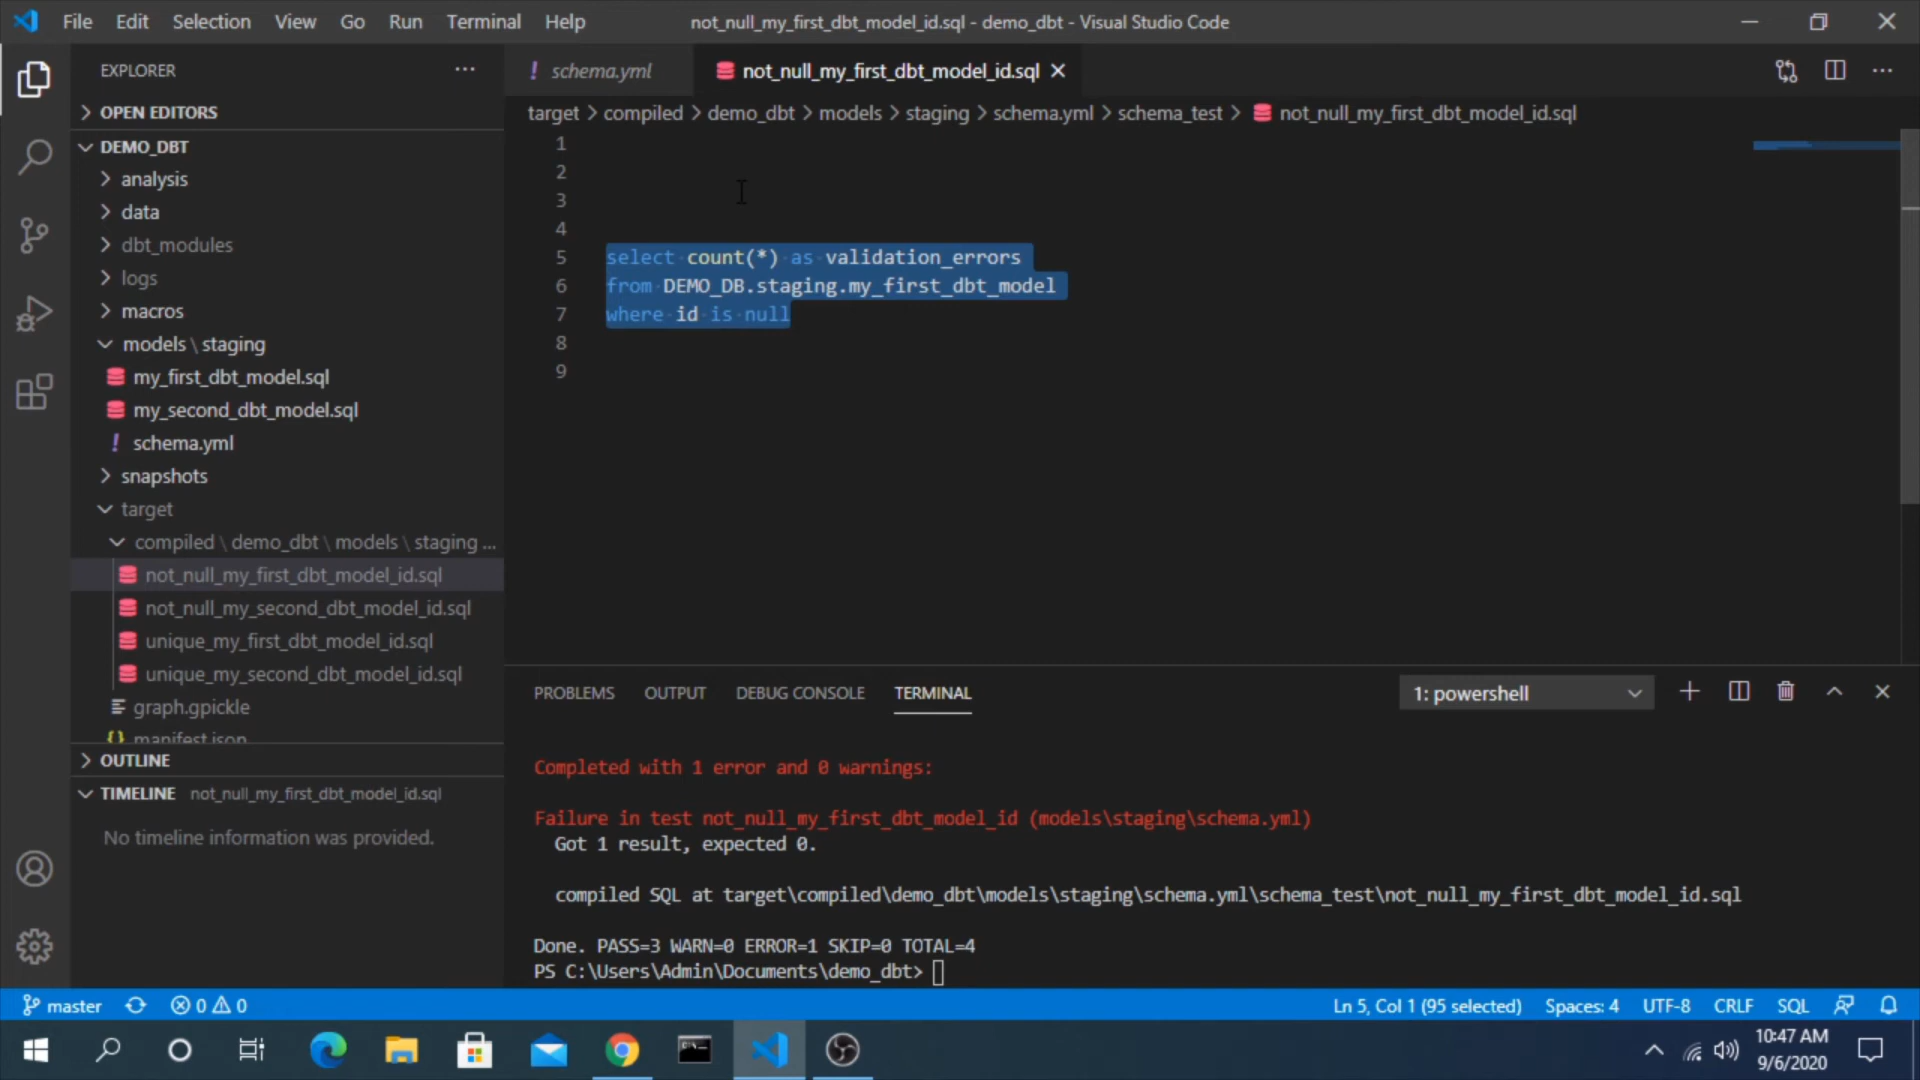 File Edit Selection View Go Run Terminal Help
not_null_my_first_dbt_model_id.sql - demo_dbt - Visual Studio Code
EXPLORER
OPEN EDITORS
DEMO_DBT
analysis
data
dbt_modules
logs
macros
models \ staging
my_first_dbt_model.sql
my_second_dbt_model.sql
! schema.yml
snapshots
target
compiled \ demo_dbt \ models \ staging ...
not_null_my_first_dbt_model_id.sql
not_null_my_second_dbt_model_id.sql
unique_my_first_dbt_model_id.sql
unique_my_second_dbt_model_id.sql
graph.gpickle
{} manifest.json
OUTLINE
TIMELINE not_null_my_first_dbt_model_id.sql
No timeline information was provided.
! schema.yml
not_null_my_first_dbt_model_id.sql
target > compiled > demo_dbt > models > staging > schema.yml > schema_test > not_null_my_first_dbt_model_id.sql
1
2
3
4
5 select count(*) as validation_errors
6 from DEMO_DB.staging.my_first_dbt_model
7 where id is null
8
9
PROBLEMS OUTPUT DEBUG CONSOLE TERMINAL
1: powershell
Completed with 1 error and 0 warnings:
Failure in test not_null_my_first_dbt_model_id (models\staging\schema.yml)
Got 1 result, expected 0.
compiled SQL at target\compiled\demo_dbt\models\staging\schema.yml\schema_test\not_null_my_first_dbt_model_id.sql
Done. PASS=3 WARN=0 ERROR=1 SKIP=0 TOTAL=4
PS C:\Users\Admin\Documents\demo_dbt>
master 0 0
Ln 5, Col 1 (95 selected) Spaces: 4 UTF-8 CRLF SQL
10:47 AM
9/6/2020